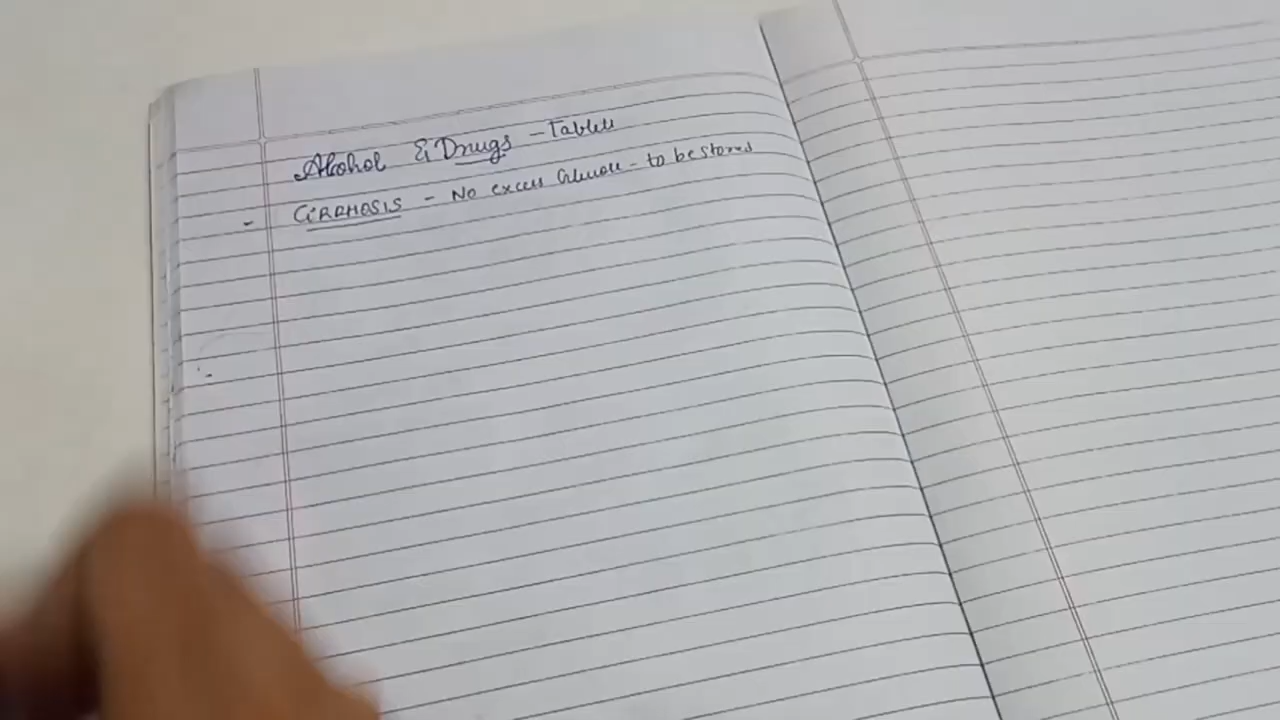 Alcohol & Drugs - Tablets
- CIRRHOSIS - No excess Glucose - to be stored